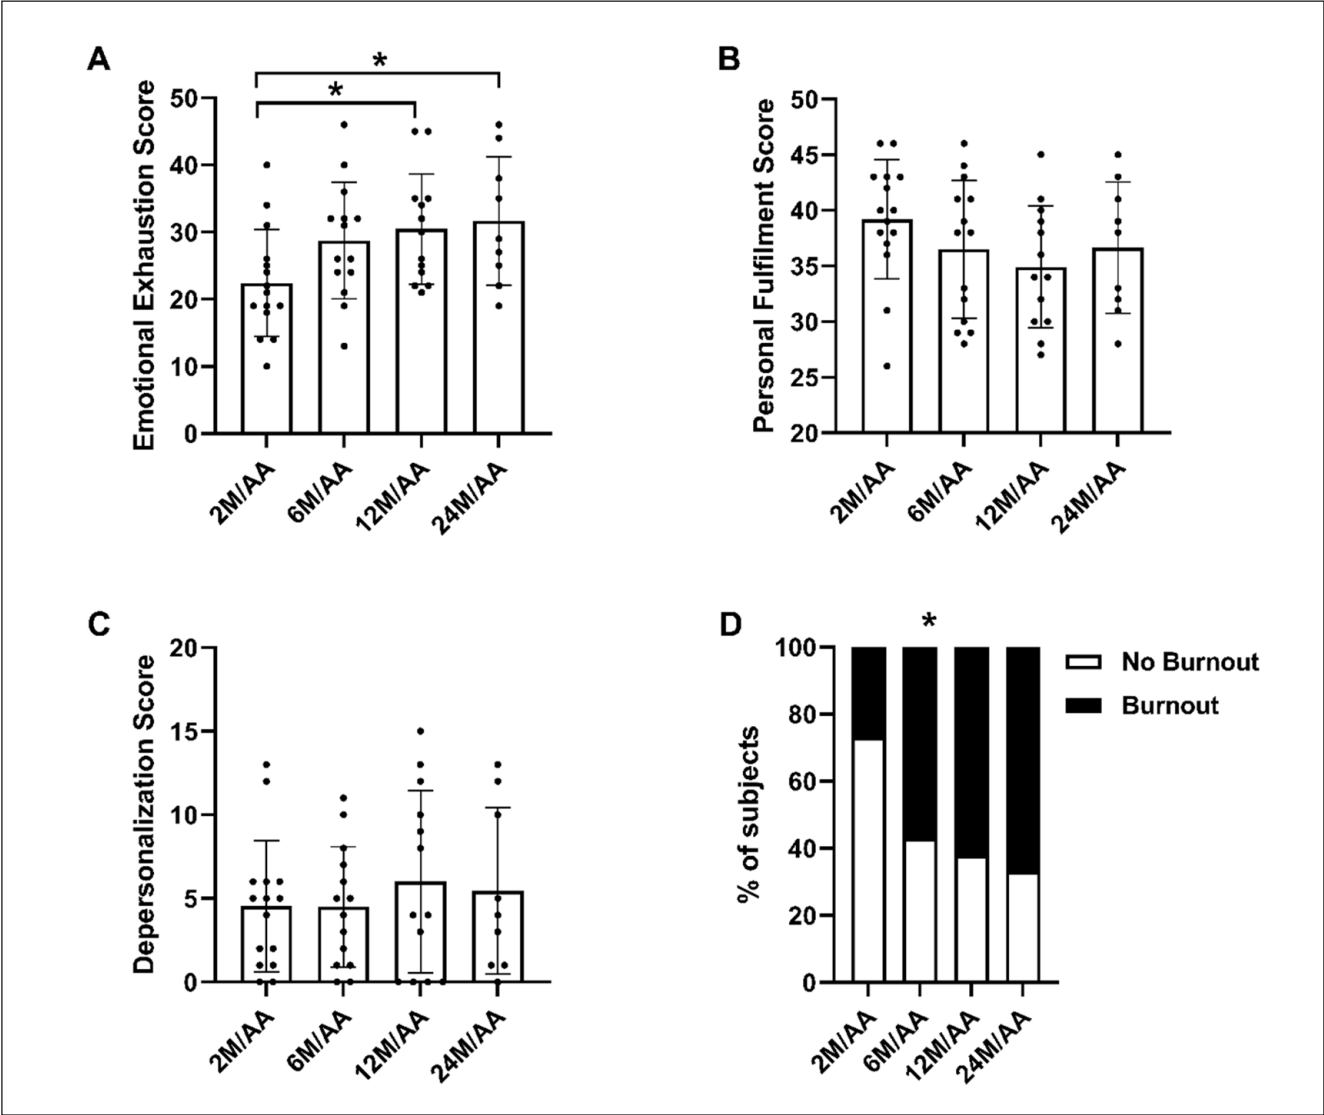 A
*
*
Emotional Exhaustion Score
50
40
30
20
10
0
2M/AA
6M/AA
12M/AA
24M/AA
B
Personal Fulfilment Score
50
45
40
35
30
25
20
2M/AA
6M/AA
12M/AA
24M/AA
C
Depersonalization Score
20
15
10
5
0
2M/AA
6M/AA
12M/AA
24M/AA
D
*
% of subjects
100
80
60
40
20
0
2M/AA
6M/AA
12M/AA
24M/AA
No Burnout
Burnout